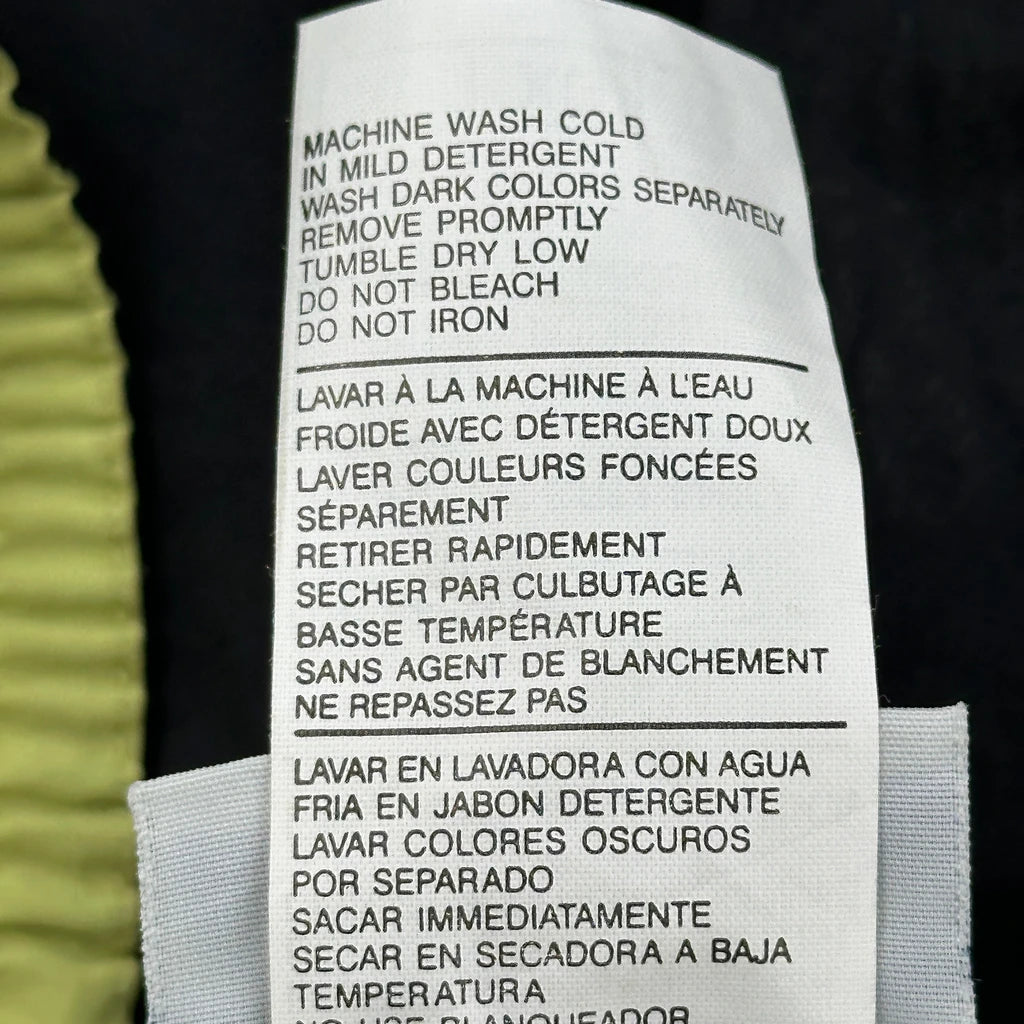 MACHINE WASH COLD
IN MILD DETERGENT
WASH DARK COLORS SEPARATELY
REMOVE PROMPTLY
TUMBLE DRY LOW
DO NOT BLEACH
DO NOT IRON
LAVAR À LA MACHINE À L'EAU
FROIDE AVEC DÉTERGENT DOUX
LAVER COULEURS FONCÉES
SÉPAREMENT
RETIRER RAPIDEMENT
SECHER PAR CULBUTAGE À
BASSE TEMPÉRATURE
SANS AGENT DE BLANCHEMENT
NE REPASSEZ PAS
LAVAR EN LAVADORA CON AGUA
FRIA EN JABON DETERGENTE
LAVAR COLORES OSCUROS
POR SEPARADO
SACAR IMMEDIATAMENTE
SECAR EN SECADORA A BAJA
TEMPERATURA
NO USE BLANQUEADOR